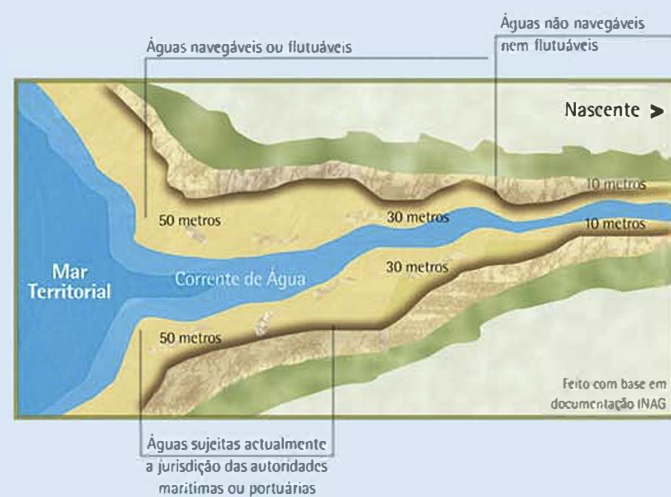 Águas navegáveis ou flutuáveis
Águas não navegáveis
nem flutuáveis
Nascente >
10 metros
50 metros
30 metros
10 metros
Mar
Territorial
Corrente de Água
30 metros
50 metros
Feito com base em
documentação INAG
Águas sujeitas actualmente
a jurisdição das autoridades
marítimas ou portuárias